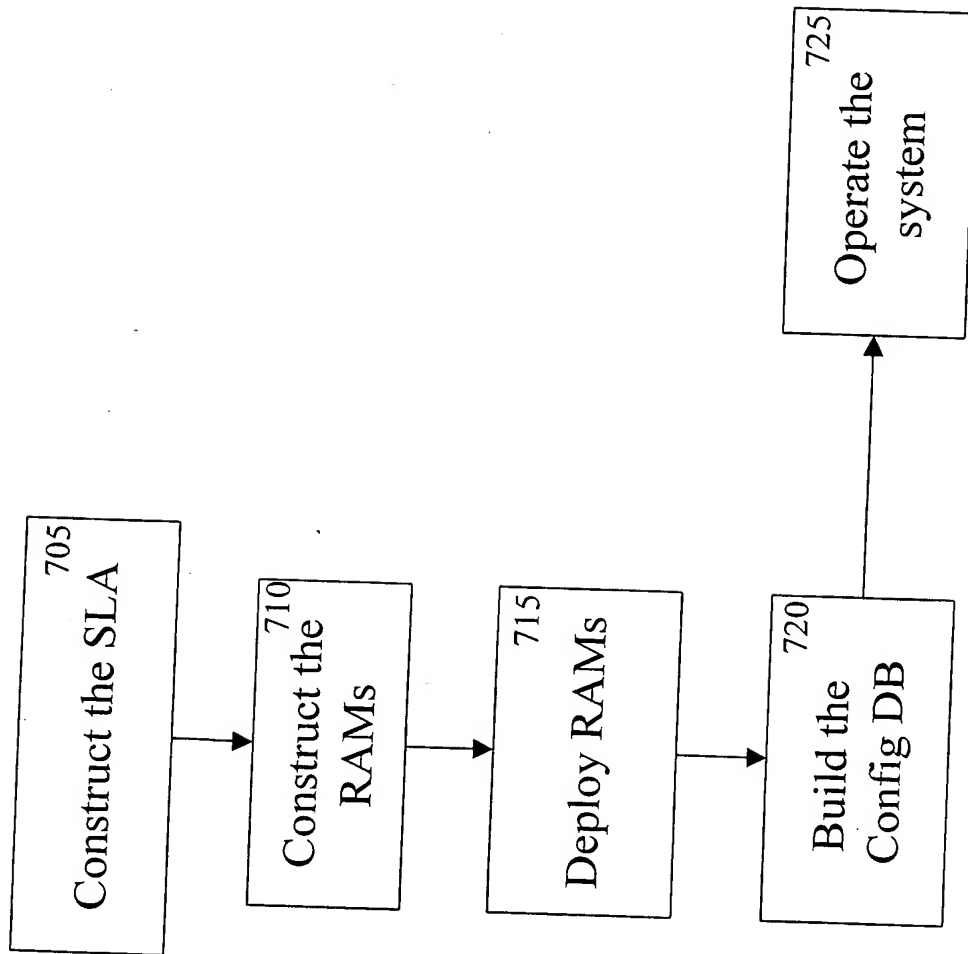 705
Construct the SLA
710
Construct the
RAMs
715
Deploy RAMs
720
Build the
Config DB
725
Operate the
system